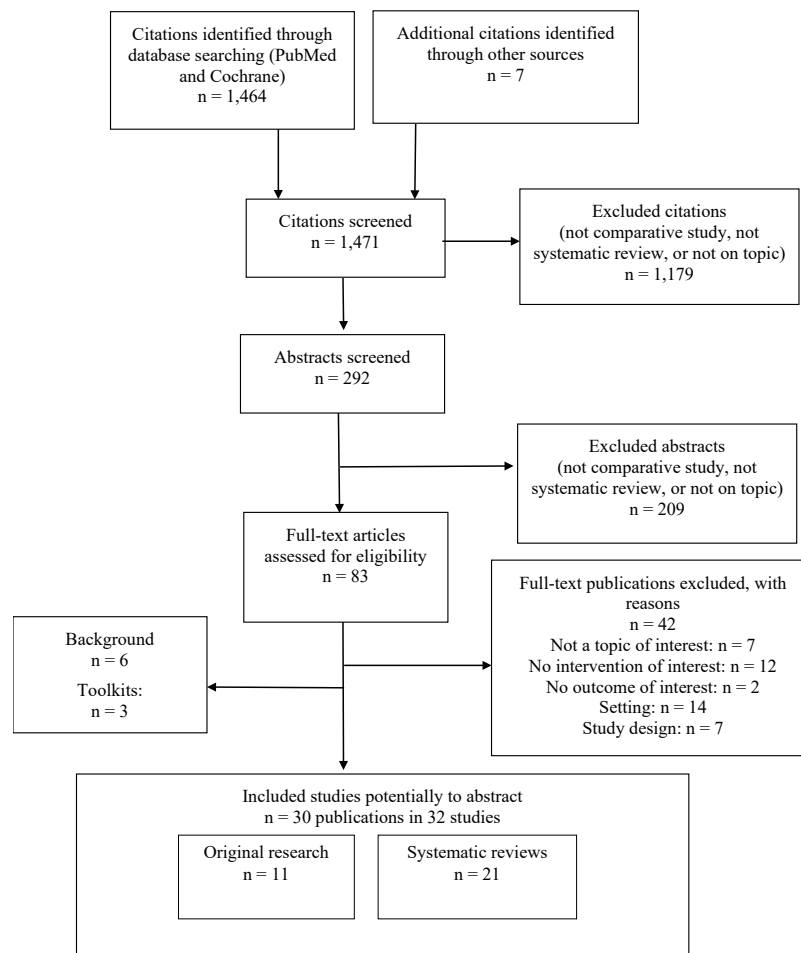 Citations identified through
database searching (PubMed
and Cochrane)
n = 1,464
Additional citations identified
through other sources
n = 7
Citations screened
n = 1,471
Excluded citations
(not comparative study, not
systematic review, or not on topic)
n = 1,179
Abstracts screened
n = 292
Excluded abstracts
(not comparative study, not
systematic review, or not on topic)
n = 209
Full-text articles
assessed for eligibility
n = 83
Full-text publications excluded, with
reasons
n = 42
Not a topic of interest: n = 7
No intervention of interest: n = 12
No outcome of interest: n = 2
Setting: n = 14
Study design: n = 7
Background
n = 6
Toolkits:
n = 3
Included studies potentially to abstract
n = 30 publications in 32 studies
Original research
n = 11
Systematic reviews
n = 21